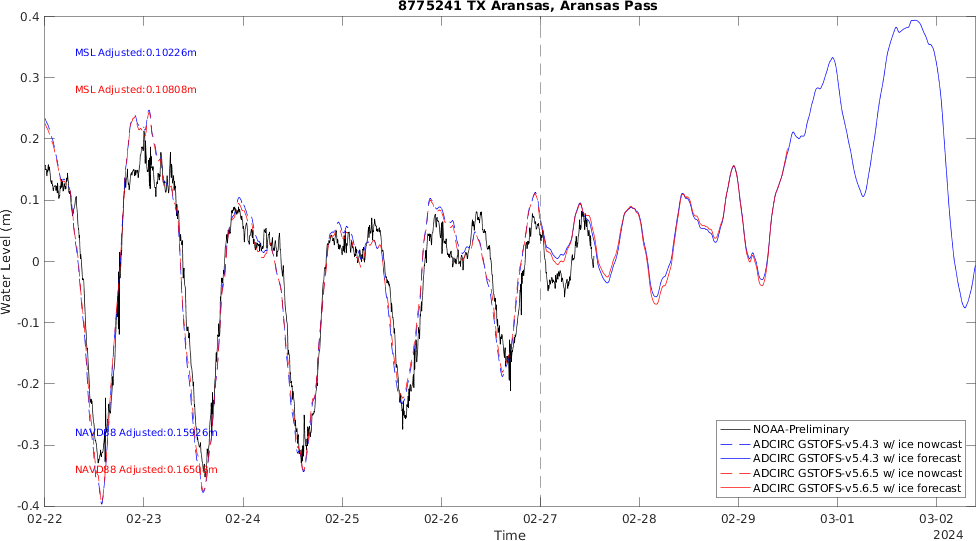 8775241 TX Aransas, Aransas Pass
0.4
0.3
0.2
0.1
0
-0.1
-0.2
-0.3
-0.4
Water Level (m)
MSL Adjusted:0.10226m
MSL Adjusted:0.10808m
NAVD88 Adjusted:0.15926m
NAVD88 Adjusted:
NOAA-Preliminary
ADCIRC GSTOFS-v5.4.3 w/ ice nowcast
ADCIRC GSTOFS-v5.4.3 w/ ice forecast
ADCIRC GSTOFS-v5.6.5 w/ ice nowcast
ADCIRC GSTOFS-v5.6.5 w/ ice forecast
02-22 02-23 02-24 02-25 02-26 02-27 02-28 02-29 03-01 03-02
2024
Time